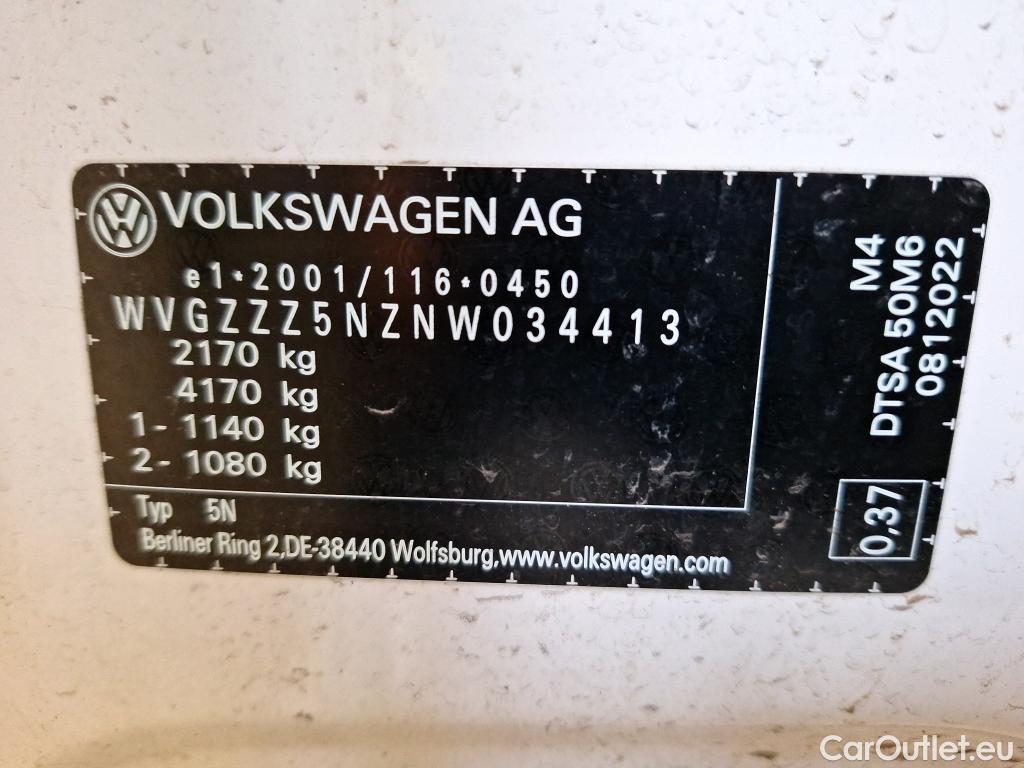 VOLKSWAGEN AG
e1*2001/116*0450
WVGZZZ5NZNW034413
2170 kg
4170 kg
1- 1140 kg
2- 1080 kg
Typ 5N
Berliner Ring 2,DE-38440 Wolfsburg,www.volkswagen.com
M4
DTSA 50M6
08122022
0,37
CarOutlet.eu